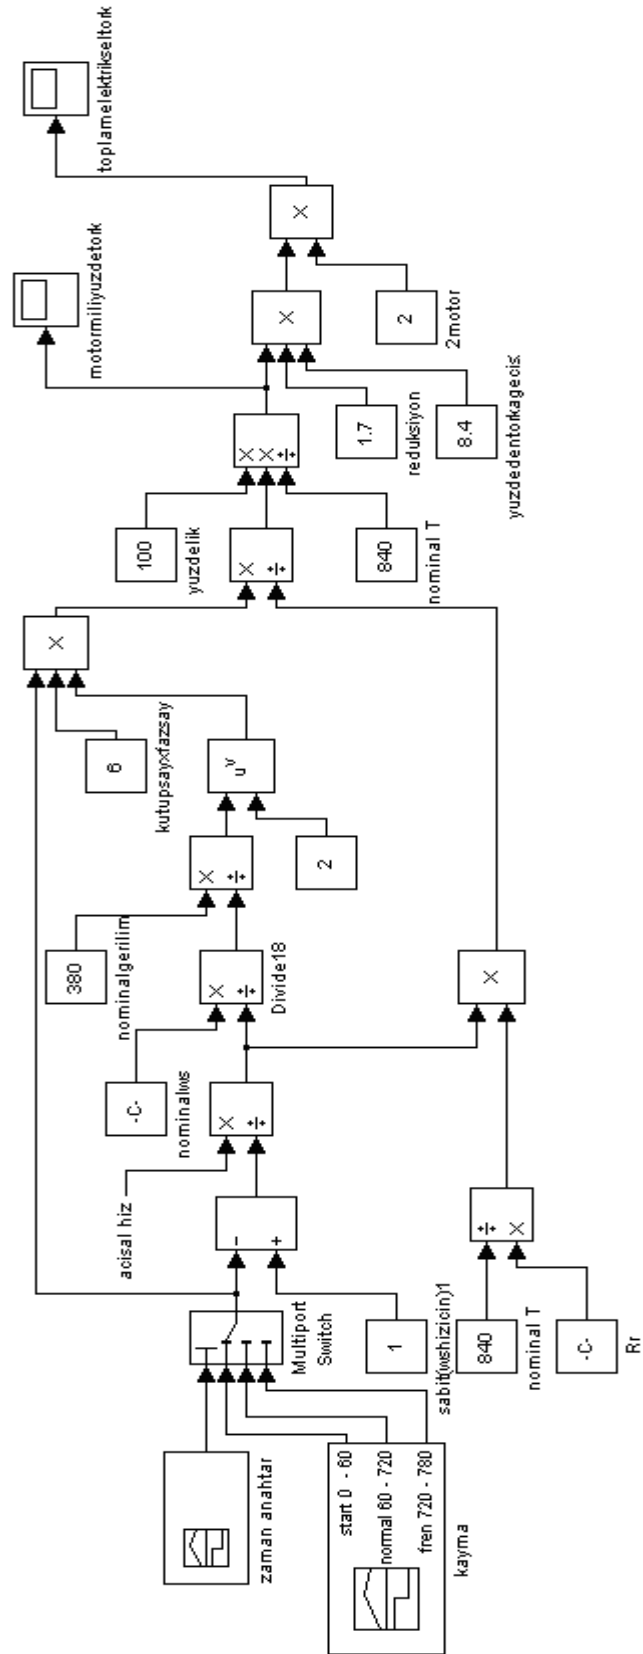 zaman anahtar
start 0 - 60
normal 60 - 720
fren 720 - 780
kayma
Multiport
Switch
1
sabit(wshizicin)1
840
nominal T
-C-
Rr
acisal hiz
-
+
×
÷
÷
×
-C-
nominalws
×
÷
Divide18
380
nominalgerilim
×
÷
2
u^v
6
kutupsayxfazsay
×
×
×
÷
100
yuzdelik
840
nominal T
×
×
÷
1.7
reduksiyon
8.4
yuzdedentorkagecis
×
motormiliyuzdetork
2
2motor
×
toplamelektrikseltork